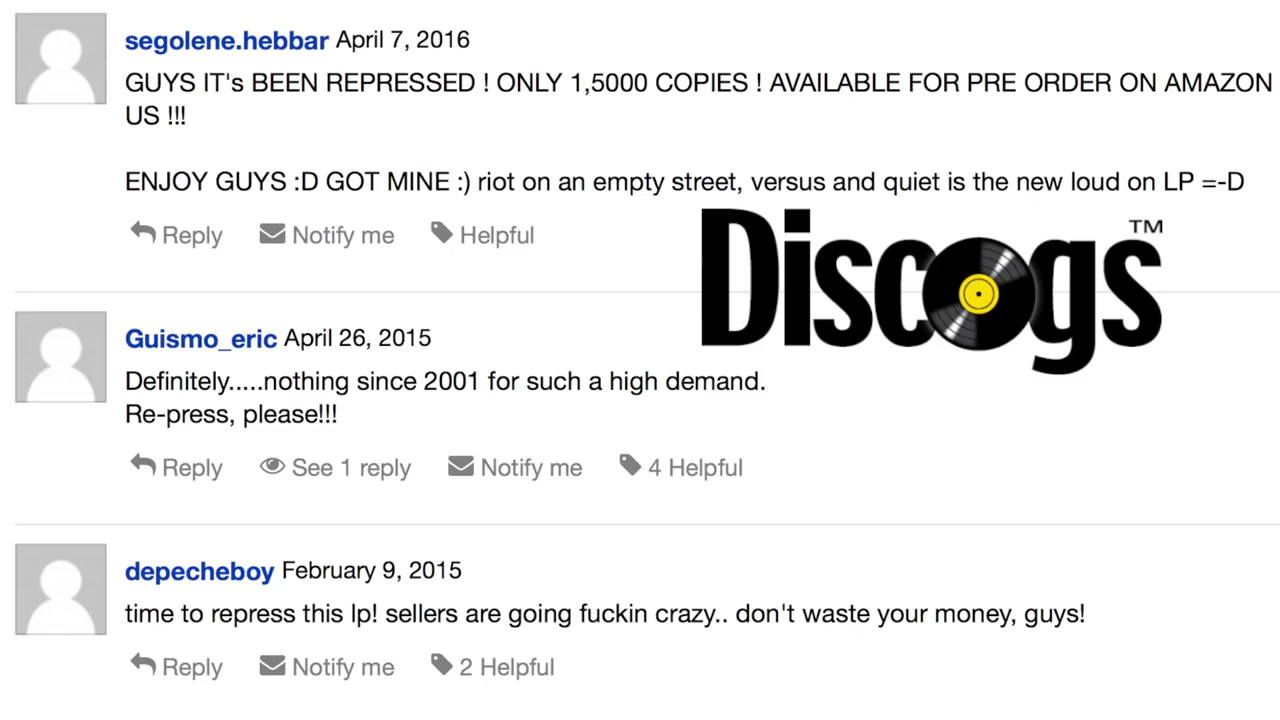 segolene.hebbar April 7, 2016
GUYS IT's BEEN REPRESSED ! ONLY 1,5000 COPIES ! AVAILABLE FOR PRE ORDER ON AMAZON
US !!!
ENJOY GUYS :D GOT MINE :) riot on an empty street, versus and quiet is the new loud on LP =-D
Reply Notify me Helpful
Discogs™
Guismo_eric April 26, 2015
Definitely.....nothing since 2001 for such a high demand.
Re-press, please!!!
Reply See 1 reply Notify me 4 Helpful
depecheboy February 9, 2015
time to repress this lp! sellers are going fuckin crazy.. don't waste your money, guys!
Reply Notify me 2 Helpful